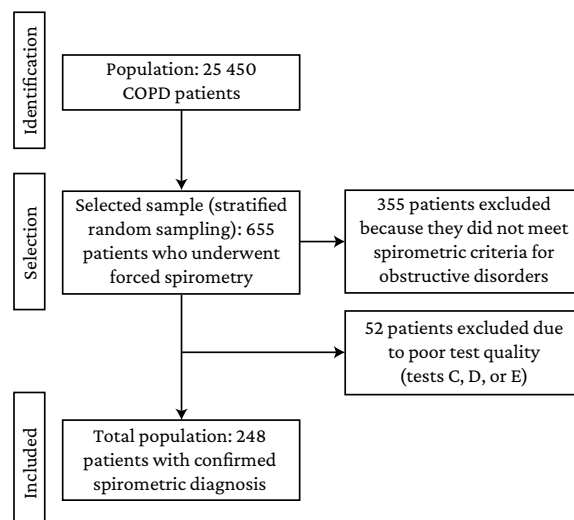 Identification
Population: 25 450
COPD patients
Selection
Selected sample (stratified
random sampling): 655
patients who underwent
forced spirometry
355 patients excluded
because they did not meet
spirometric criteria for
obstructive disorders
52 patients excluded due
to poor test quality
(tests C, D, or E)
Included
Total population: 248
patients with confirmed
spirometric diagnosis